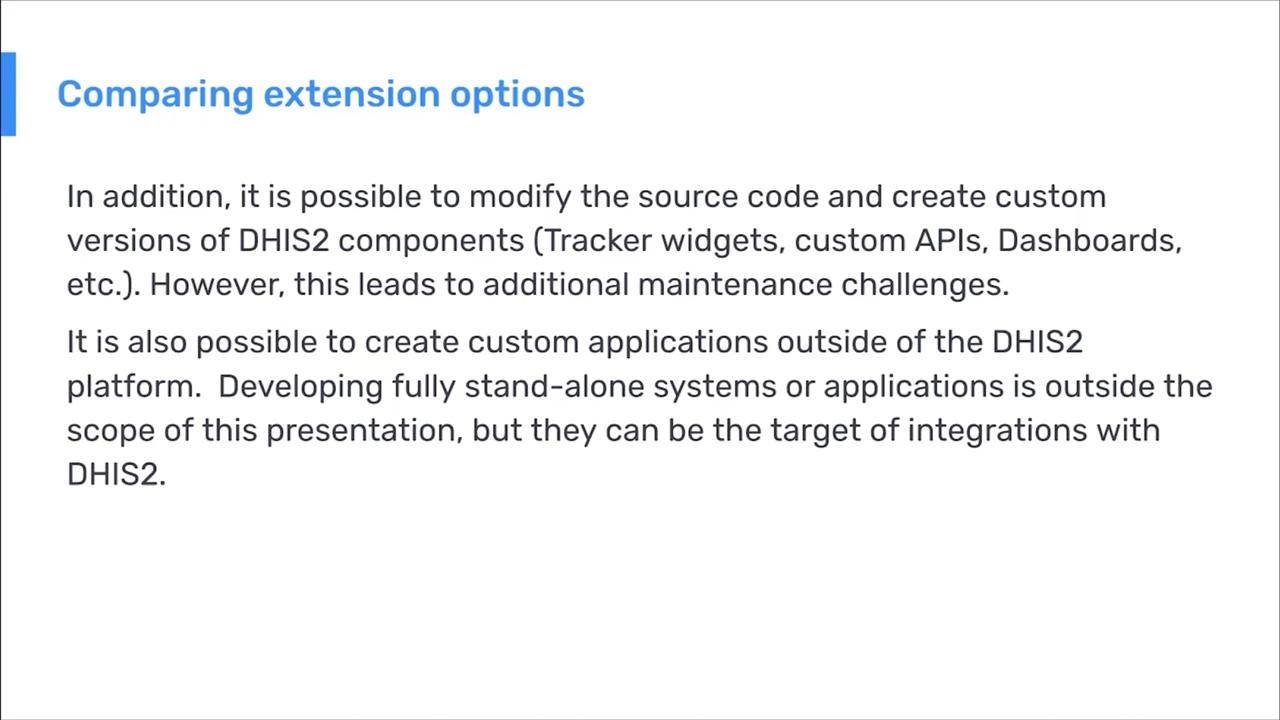 Comparing extension options
In addition, it is possible to modify the source code and create custom
versions of DHIS2 components (Tracker widgets, custom APIs, Dashboards,
etc.). However, this leads to additional maintenance challenges.
It is also possible to create custom applications outside of the DHIS2
platform.  Developing fully stand-alone systems or applications is outside the
scope of this presentation, but they can be the target of integrations with
DHIS2.